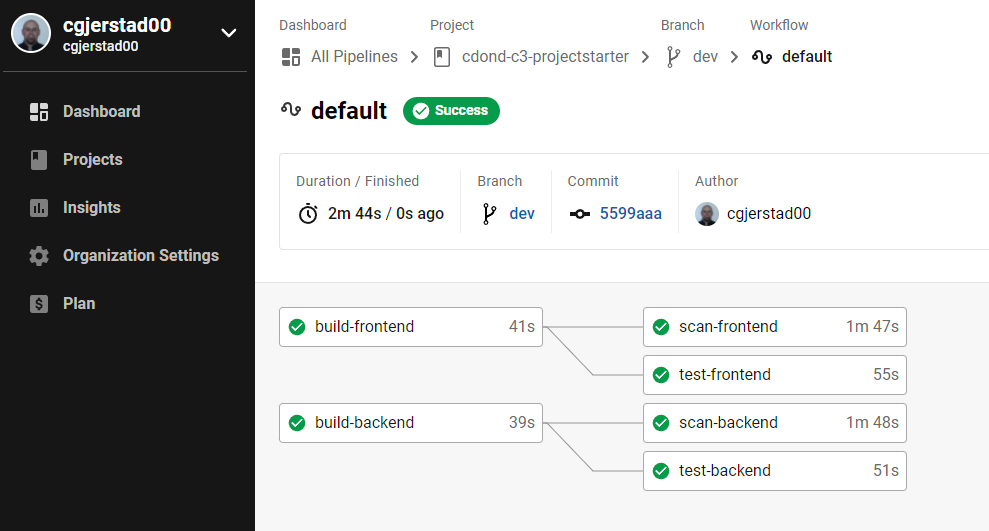 cgjerstad00
cgjerstad00
Dashboard
Projects
Insights
Organization Settings
Plan
Dashboard Project Branch Workflow
All Pipelines cdond-c3-projectstarter dev default
default Success
Duration / Finished Branch Commit Author
2m 44s / 0s ago dev 5599aaa cgjerstad00
build-frontend 41s scan-frontend 1m 47s
test-frontend 55s
build-backend 39s scan-backend 1m 48s
test-backend 51s